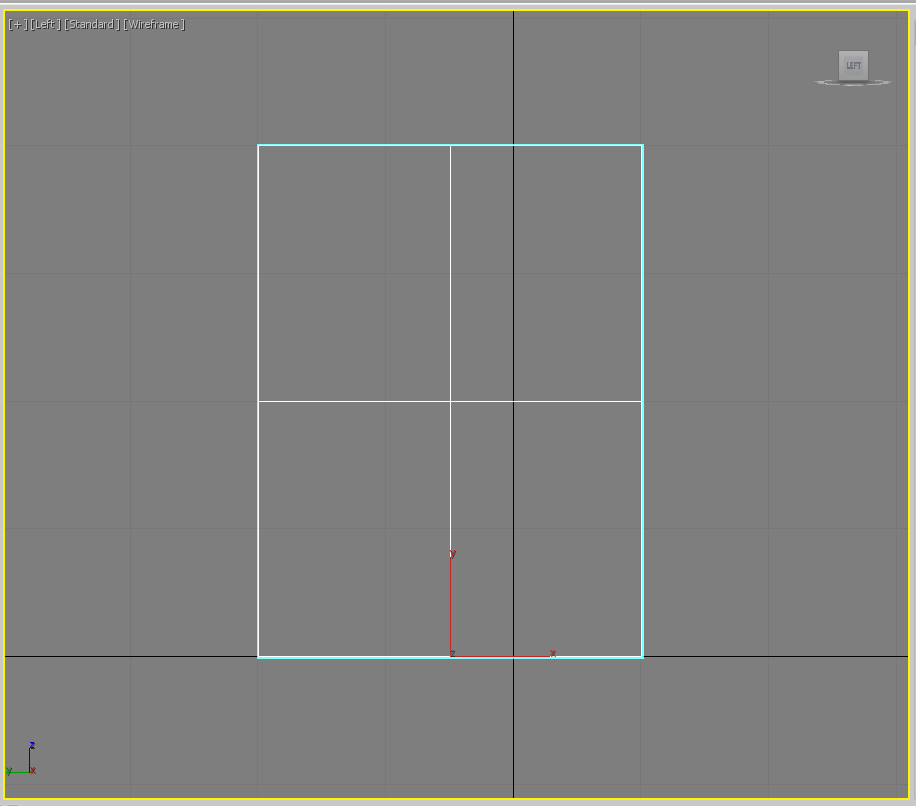 [+] [Left] [Standard] [Wireframe]
LEFT
y
z x
z
y x